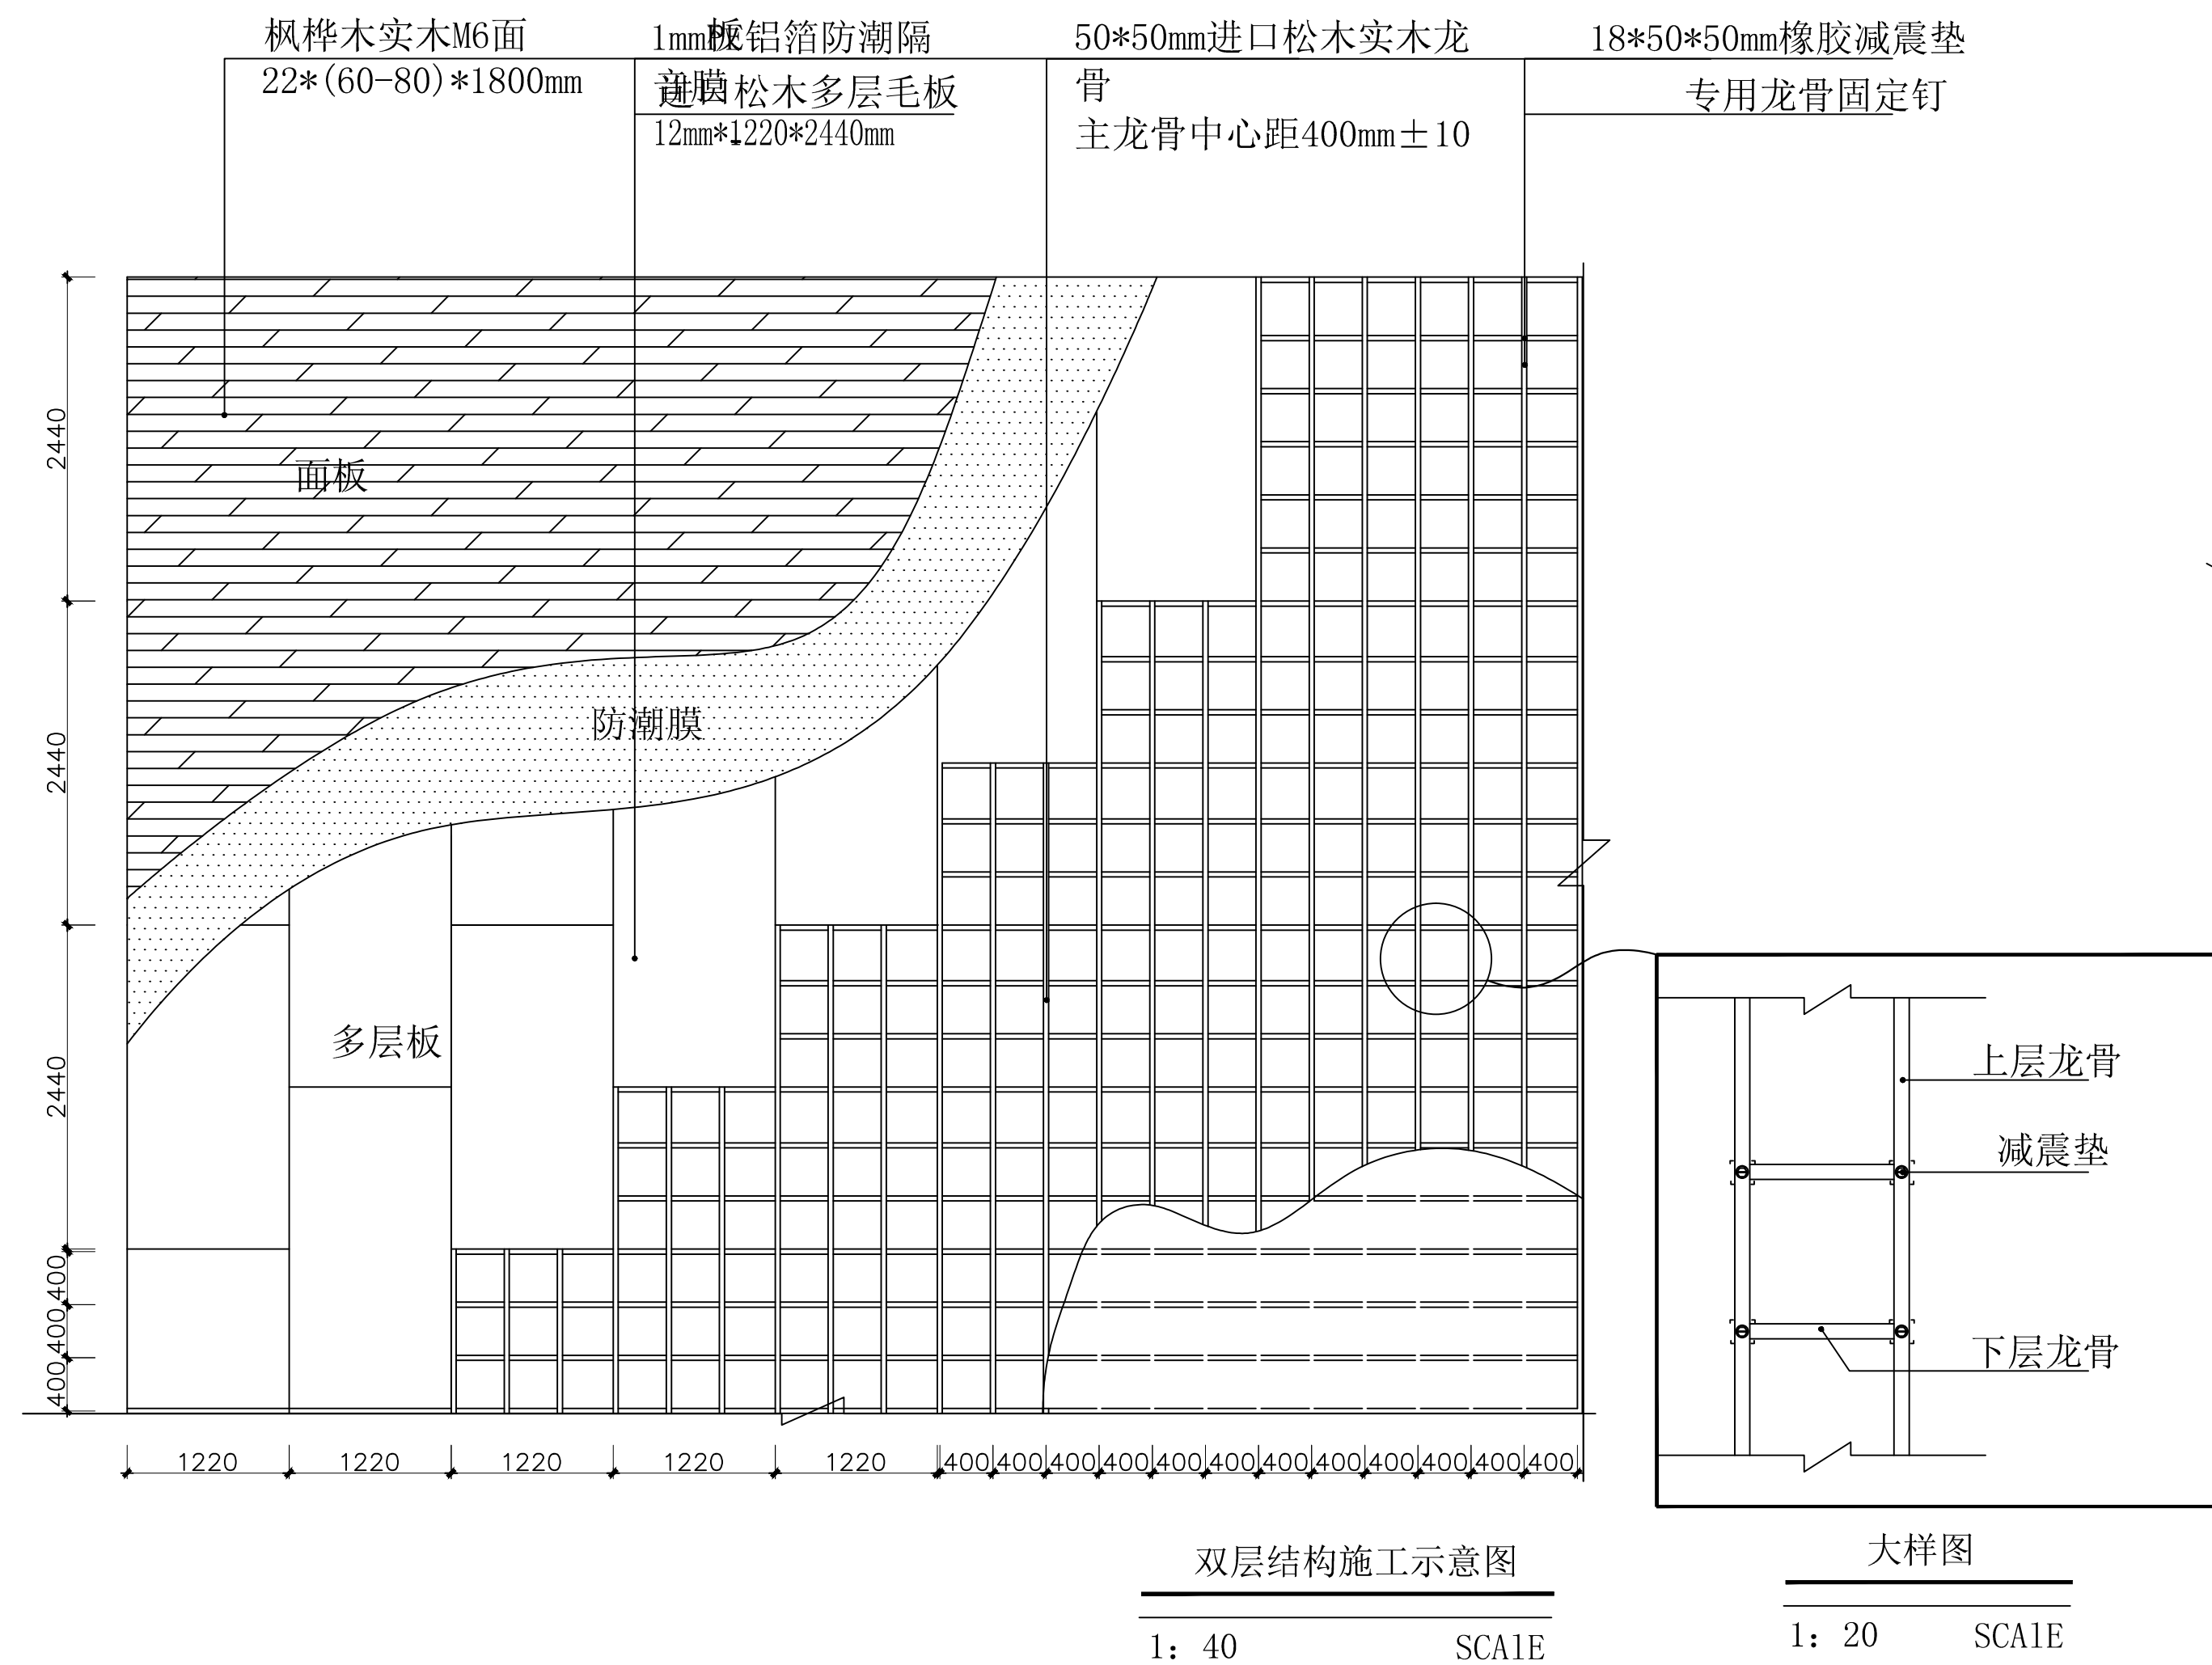 枫桦木实木M6面板
22*(60-80)*1800mm
1mm厚铝箔防潮隔音膜
进口松木多层毛板
12mm*1220*2440mm
50*50mm进口松木实木龙骨
主龙骨中心距400mm±10
18*50*50mm橡胶减震垫
专用龙骨固定钉
2440
2440
2440
400
400
400
面板
防潮膜
多层板
上层龙骨
减震垫
下层龙骨
1220 1220 1220 1220 1220 400 400 400 400 400 400 400 400 400 400 400 400
双层结构施工示意图
1: 40 SCAlE
大样图
1: 20 SCAlE